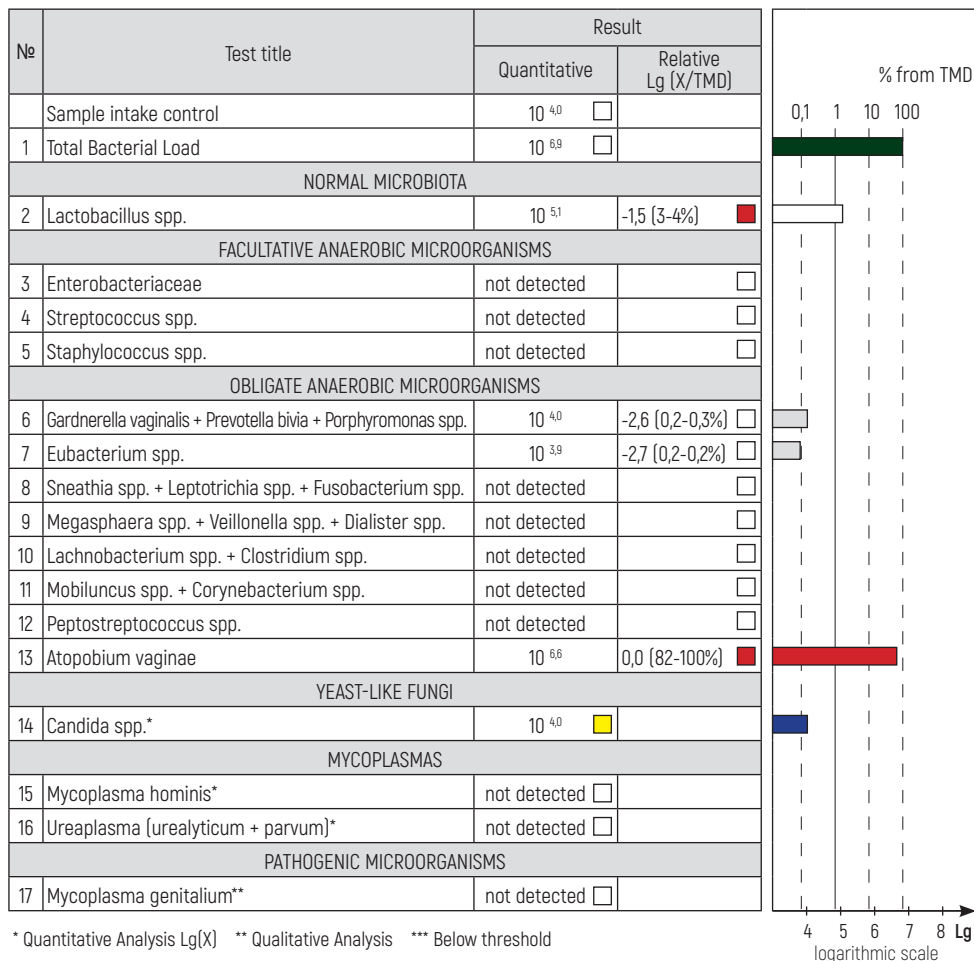 № Test title Result
Quantitative Relative Lg (X/TMD)
% from TMD
Sample intake control 10 4,0
0,1 1 10 100
1 Total Bacterial Load 10 6,9
NORMAL MICROBIOTA
2 Lactobacillus spp. 10 5,1 -1,5 (3-4%)
FACULTATIVE ANAEROBIC MICROORGANISMS
3 Enterobacteriaceae not detected
4 Streptococcus spp. not detected
5 Staphylococcus spp. not detected
OBLIGATE ANAEROBIC MICROORGANISMS
6 Gardnerella vaginalis + Prevotella bivia + Porphyromonas spp. 10 4,0 -2,6 (0,2-0,3%)
7 Eubacterium spp. 10 3,9 -2,7 (0,2-0,2%)
8 Sneathia spp. + Leptotrichia spp. + Fusobacterium spp. not detected
9 Megasphaera spp. + Veillonella spp. + Dialister spp. not detected
10 Lachnobacterium spp. + Clostridium spp. not detected
11 Mobiluncus spp. + Corynebacterium spp. not detected
12 Peptostreptococcus spp. not detected
13 Atopobium vaginae 10 6,6 0,0 (82-100%)
YEAST-LIKE FUNGI
14 Candida spp.* 10 4,0
MYCOPLASMAS
15 Mycoplasma hominis* not detected
16 Ureaplasma (urealyticum + parvum)* not detected
PATHOGENIC MICROORGANISMS
17 Mycoplasma genitalium** not detected
4 5 6 7 8 Lg
logarithmic scale
* Quantitative Analysis Lg(X) ** Qualitative Analysis *** Below threshold